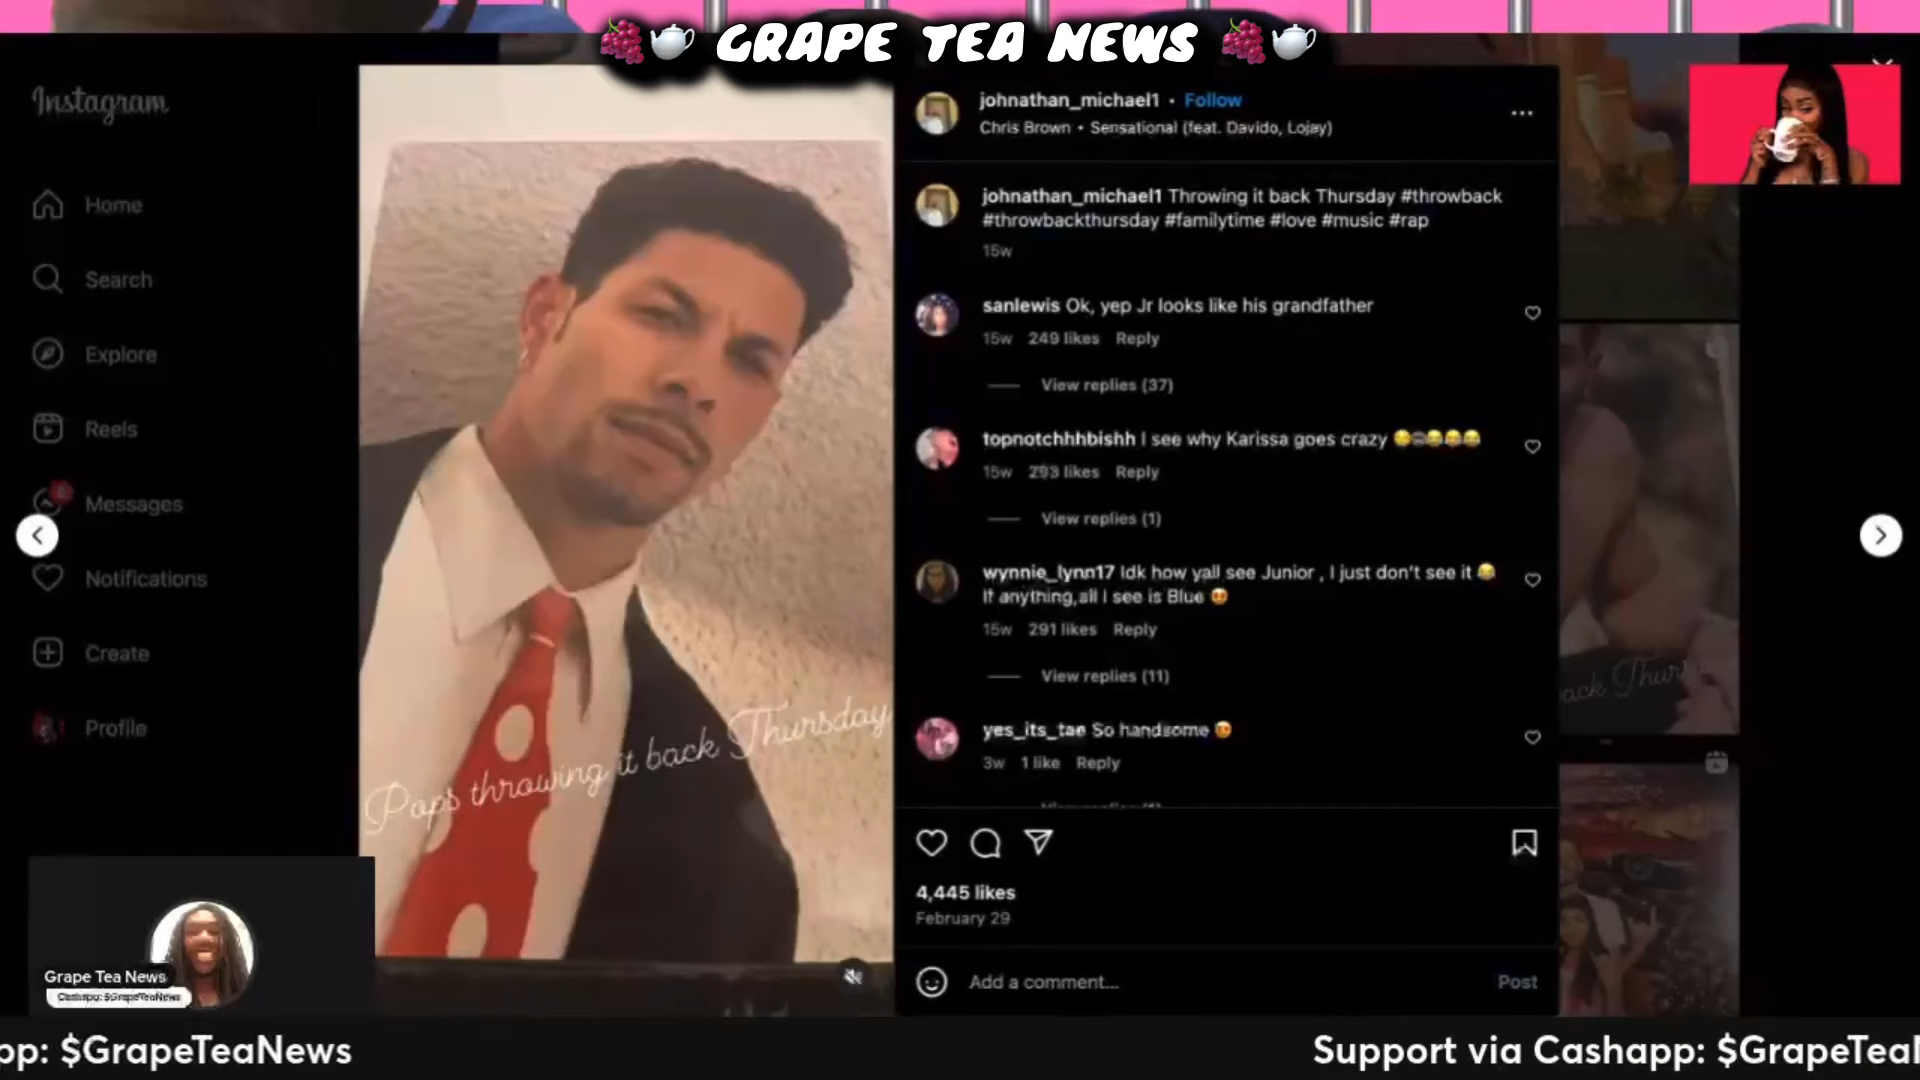 GRAPE TEA NEWS
Instagram
Home
Search
Explore
Reels
Messages
Notifications
Create
Profile
Pops throwing it back Thursday
johnathan_michael1 • Follow
Chris Brown • Sensational (feat. Davido, Lojay)
johnathan_michael1 Throwing it back Thursday #throwback
#throwbackthursday #familytime #love #music #rap
15w
sanlewis Ok, yep Jr looks like his grandfather
15w 249 likes Reply
View replies (37)
topnotchhhbishh I see why Karissa goes crazy
15w 293 likes Reply
View replies (1)
wynnie_lynn17 Idk how yall see Junior , I just don't see it
If anything,all I see is Blue
15w 291 likes Reply
View replies (11)
yes_its_tae So handsome
3w 1 like Reply
4,445 likes
February 29
Add a comment...
Post
ack Thurs
Grape Tea News
Cashapp: $GrapeTeaNews
pp: $GrapeTeaNews
Support via Cashapp: $GrapeTea